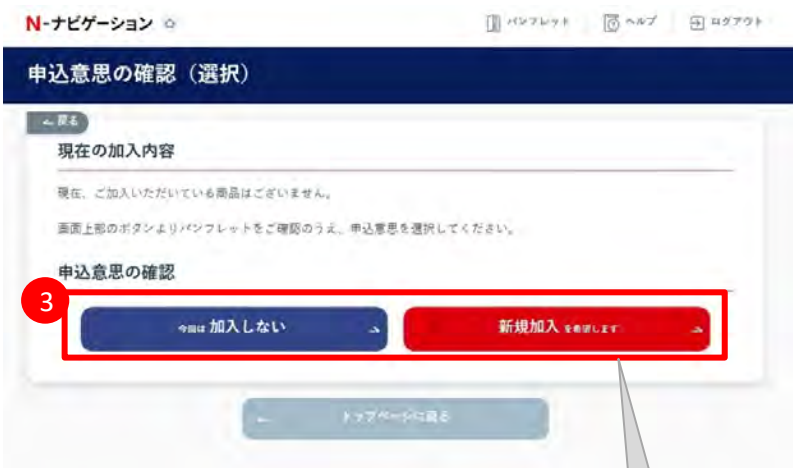 N-ナビゲーション
パンフレット ヘルプ ログアウト
申込意思の確認（選択）
戻る
現在の加入内容
現在、ご加入いただいている商品はございません。
画面上部のボタンよりパンフレットをご確認のうえ、申込意思を選択してください。
申込意思の確認
3
今回は 加入しない
新規加入 を希望します
トップページに戻る